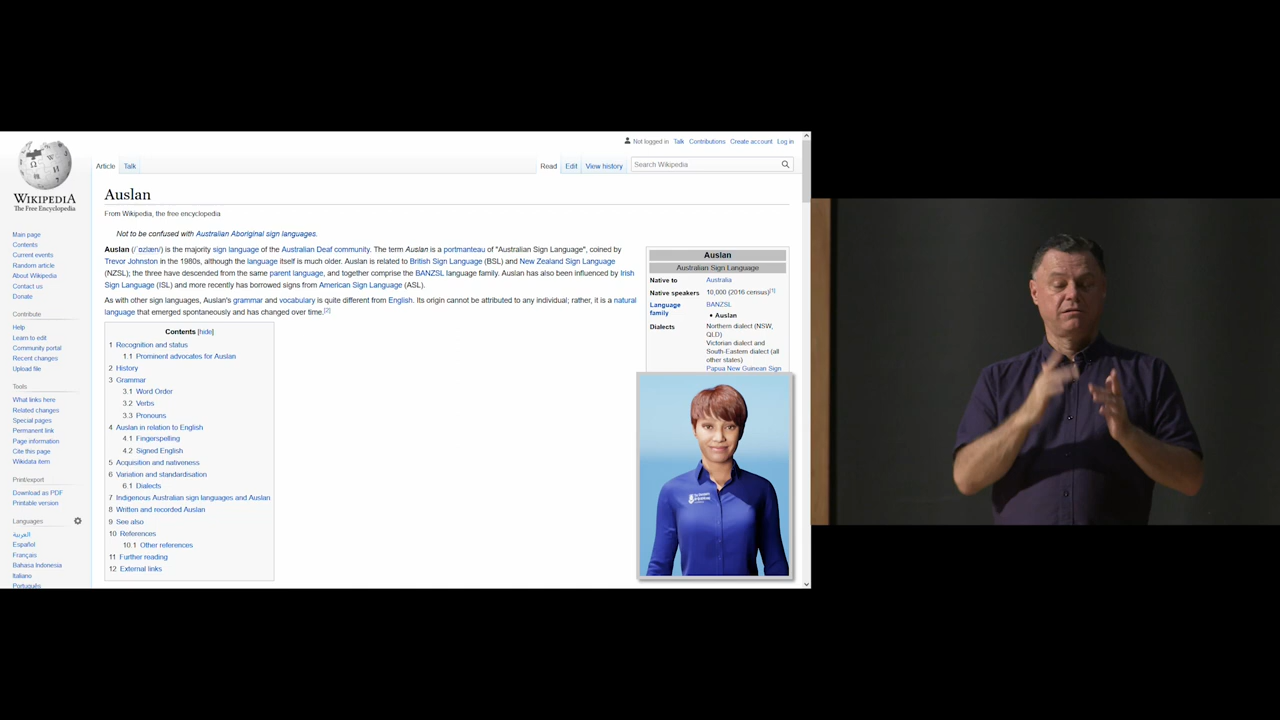 Not logged in Talk Contributions Create account Log in
WIKIPEDIA
The Free Encyclopedia
Article Talk
Read Edit View history Search Wikipedia
Auslan
From Wikipedia, the free encyclopedia
Not to be confused with Australian Aboriginal sign languages.
Auslan (/ˈɒzlæn/) is the majority sign language of the Australian Deaf community. The term Auslan is a portmanteau of "Australian Sign Language", coined by
Trevor Johnston in the 1980s, although the language itself is much older. Auslan is related to British Sign Language (BSL) and New Zealand Sign Language
(NZSL); the three have descended from the same parent language, and together comprise the BANZSL language family. Auslan has also been influenced by Irish
Sign Language (ISL) and more recently has borrowed signs from American Sign Language (ASL).
As with other sign languages, Auslan's grammar and vocabulary is quite different from English. Its origin cannot be attributed to any individual; rather, it is a natural
language that emerged spontaneously and has changed over time.[2]
Contents [hide]
1 Recognition and status
1.1 Prominent advocates for Auslan
2 History
3 Grammar
3.1 Word Order
3.2 Verbs
3.3 Pronouns
4 Auslan in relation to English
4.1 Fingerspelling
4.2 Signed English
5 Acquisition and nativeness
6 Variation and standardisation
6.1 Dialects
7 Indigenous Australian sign languages and Auslan
8 Written and recorded Auslan
9 See also
10 References
10.1 Other references
11 Further reading
12 External links
Auslan
Australian Sign Language
Native to Australia
Native speakers 10,000 (2016 census)[1]
Language family BANZSL
• Auslan
Dialects Northern dialect (NSW,
QLD)
Victorian dialect and
South-Eastern dialect (all
other states)
Papua New Guinean Sign
Main page
Contents
Current events
Random article
About Wikipedia
Contact us
Donate
Contribute
Help
Learn to edit
Community portal
Recent changes
Upload file
Tools
What links here
Related changes
Special pages
Permanent link
Page information
Cite this page
Wikidata item
Print/export
Download as PDF
Printable version
Languages
العربية
Español
Français
Bahasa Indonesia
Italiano
Português